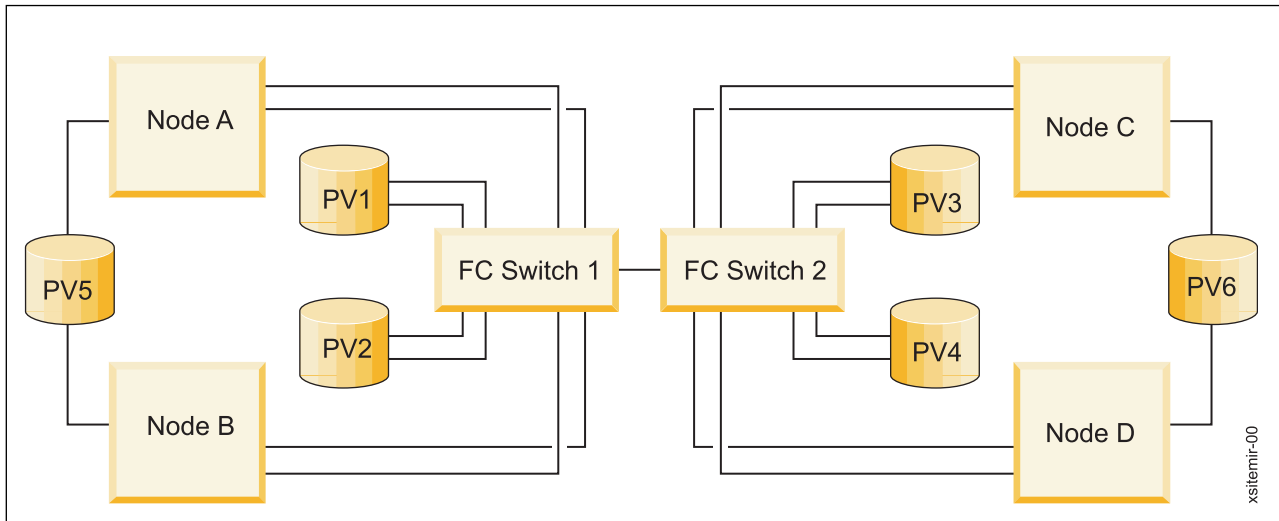 Node A
Node C
PV1
PV3
FC Switch 1
FC Switch 2
PV5
PV6
PV2
PV4
Node B
Node D
xsitemir-00